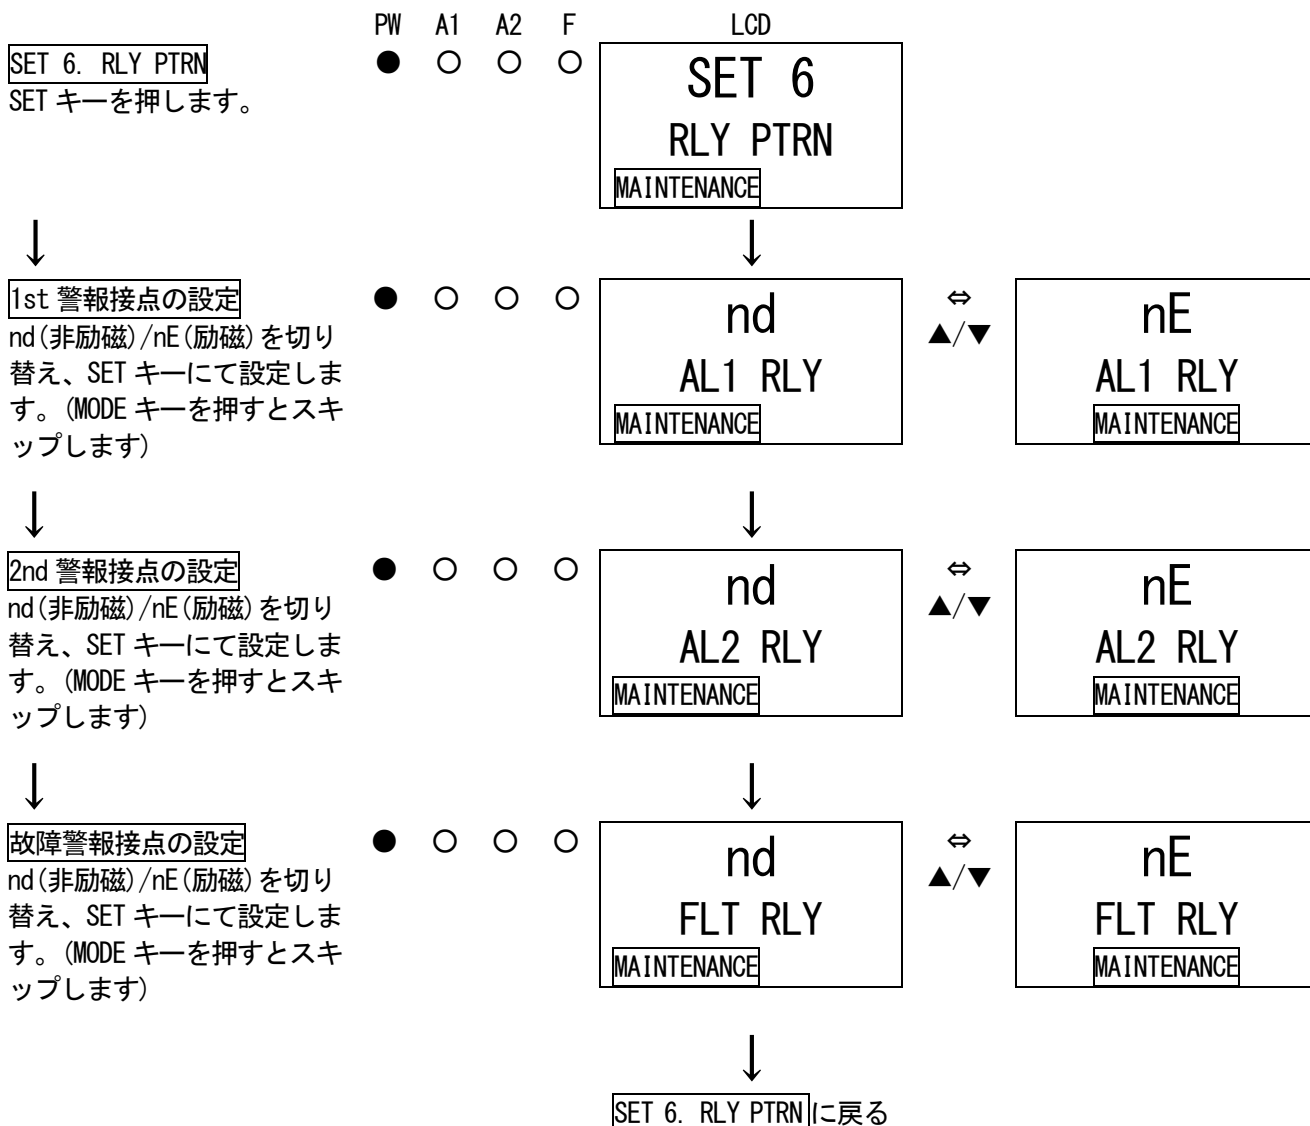 PW A1 A2 F LCD
SET 6. RLY PTRN
SET キーを押します。
● ○ ○ ○
SET 6
RLY PTRN
MAINTENANCE
↓ ↓
1st 警報接点の設定
nd(非励磁)/nE(励磁)を切り
替え、SET キーにて設定しま
す。(MODE キーを押すとスキ
ップします)
● ○ ○ ○
nd
AL1 RLY
MAINTENANCE
⇔
▲/▼
nE
AL1 RLY
MAINTENANCE
↓ ↓
2nd 警報接点の設定
nd(非励磁)/nE(励磁)を切り
替え、SET キーにて設定しま
す。(MODE キーを押すとスキ
ップします)
● ○ ○ ○
nd
AL2 RLY
MAINTENANCE
⇔
▲/▼
nE
AL2 RLY
MAINTENANCE
↓ ↓
故障警報接点の設定
nd(非励磁)/nE(励磁)を切り
替え、SET キーにて設定しま
す。(MODE キーを押すとスキ
ップします)
● ○ ○ ○
nd
FLT RLY
MAINTENANCE
⇔
▲/▼
nE
FLT RLY
MAINTENANCE
↓
SET 6. RLY PTRN に戻る